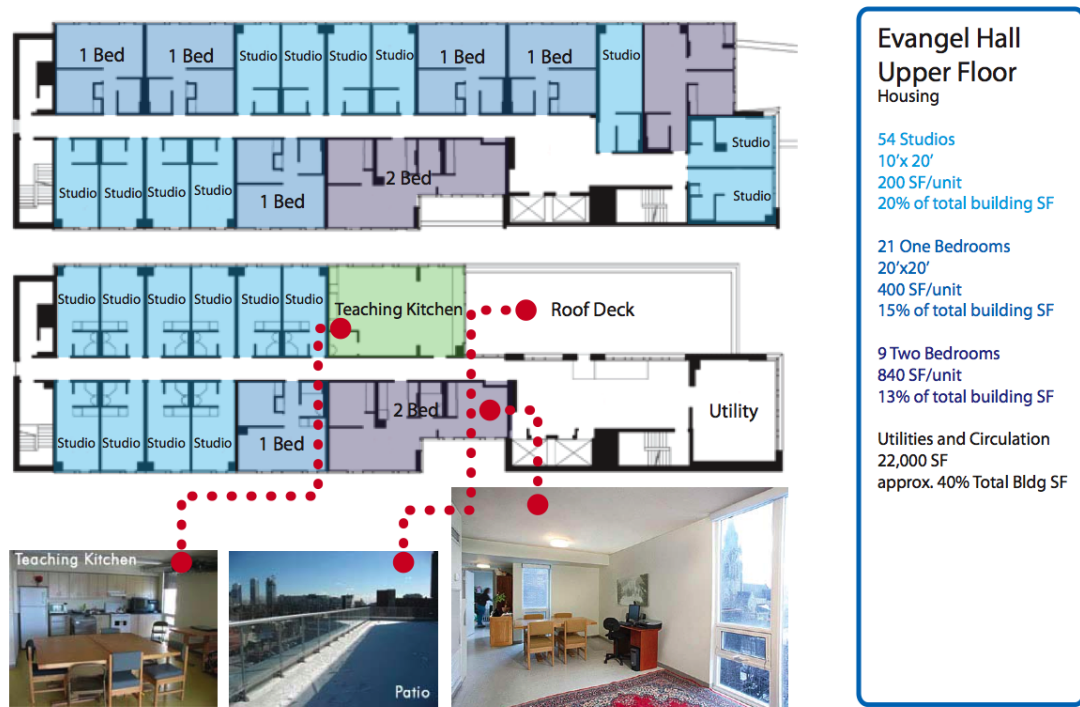 1 Bed
1 Bed
Studio
Studio
Studio
Studio
1 Bed
1 Bed
Studio
Studio
Studio
Studio
Studio
Studio
1 Bed
2 Bed
Studio
Studio
Studio
Studio
Studio
Studio
Studio
Teaching Kitchen
Roof Deck
Studio
Studio
Studio
Studio
1 Bed
2 Bed
Utility
Teaching Kitchen
Patio
Evangel Hall
Upper Floor
Housing
54 Studios
10'x 20'
200 SF/unit
20% of total building SF
21 One Bedrooms
20'x20'
400 SF/unit
15% of total building SF
9 Two Bedrooms
840 SF/unit
13% of total building SF
Utilities and Circulation
22,000 SF
approx. 40% Total Bldg SF